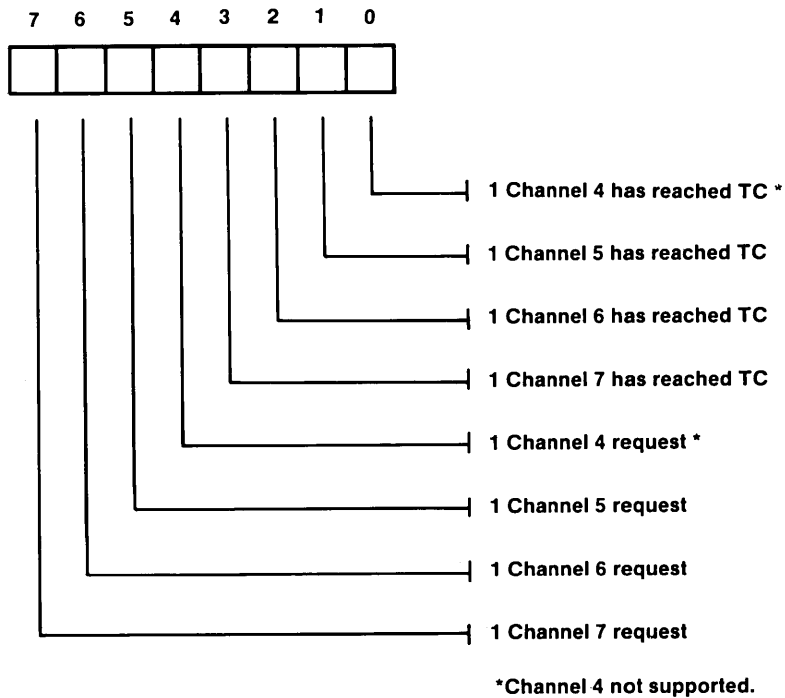 7 6 5 4 3 2 1 0
1 Channel 4 has reached TC *
1 Channel 5 has reached TC
1 Channel 6 has reached TC
1 Channel 7 has reached TC
1 Channel 4 request *
1 Channel 5 request
1 Channel 6 request
1 Channel 7 request
*Channel 4 not supported.